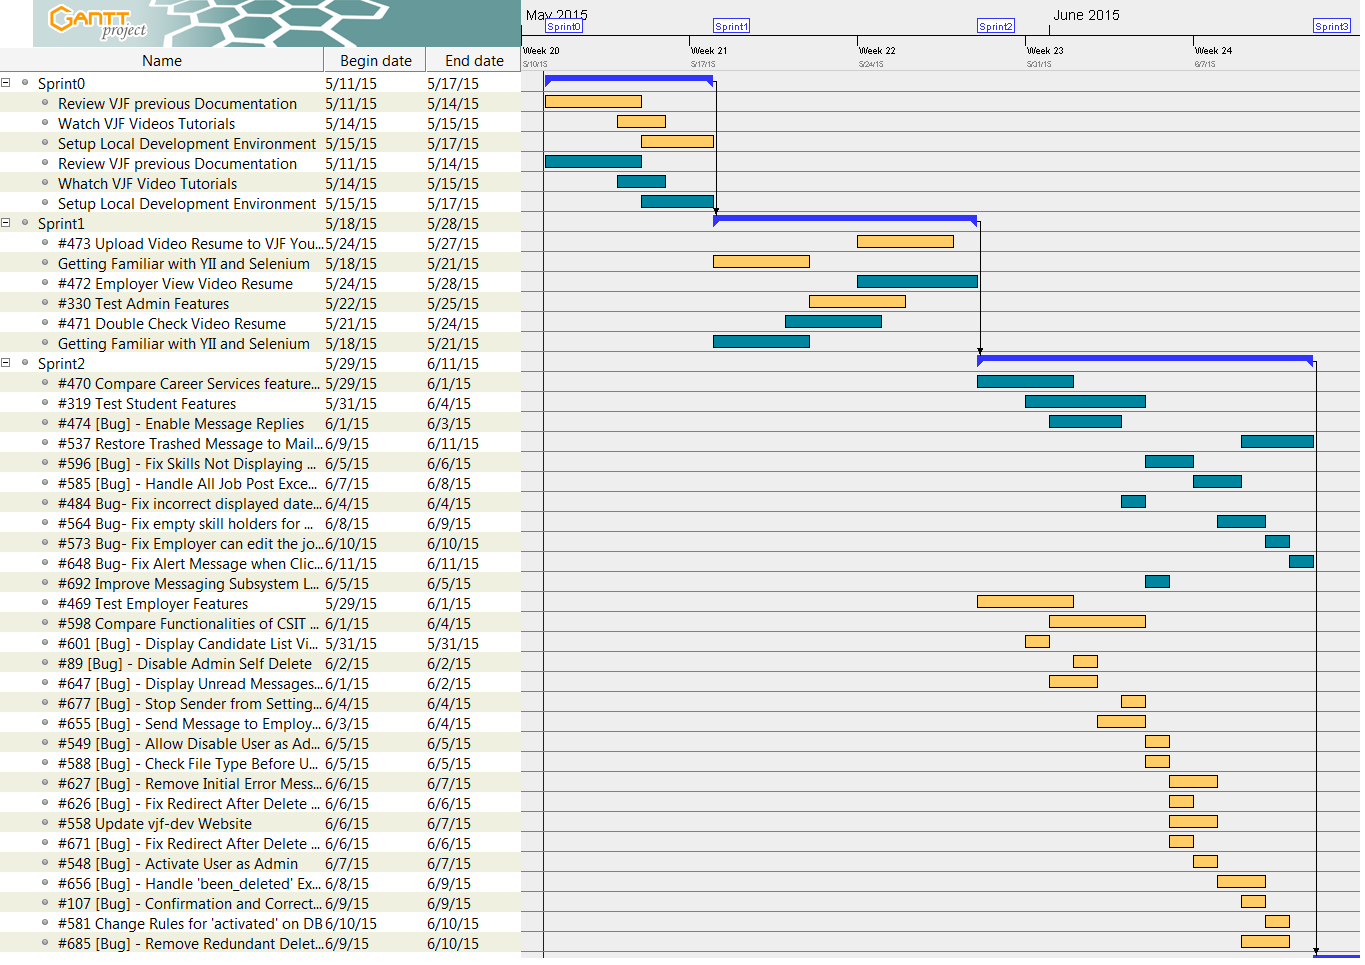 GANTT
project
May 2015
June 2015
Sprint0
Sprint1
Sprint2
Sprint3
Week 20
Week 21
Week 22
Week 23
Week 24
5/10/15
5/17/15
5/24/15
5/31/15
6/7/15
Name Begin date End date
Sprint0 5/11/15 5/17/15
Review VJF previous Documentation 5/11/15 5/14/15
Watch VJF Videos Tutorials 5/14/15 5/15/15
Setup Local Development Environment 5/15/15 5/17/15
Review VJF previous Documentation 5/11/15 5/14/15
Whatch VJF Video Tutorials 5/14/15 5/15/15
Setup Local Development Environment 5/15/15 5/17/15
Sprint1 5/18/15 5/28/15
#473 Upload Video Resume to VJF You... 5/24/15 5/27/15
Getting Familiar with YII and Selenium 5/18/15 5/21/15
#472 Employer View Video Resume 5/24/15 5/28/15
#330 Test Admin Features 5/22/15 5/25/15
#471 Double Check Video Resume 5/21/15 5/24/15
Getting Familiar with YII and Selenium 5/18/15 5/21/15
Sprint2 5/29/15 6/11/15
#470 Compare Career Services feature... 5/29/15 6/1/15
#319 Test Student Features 5/31/15 6/4/15
#474 [Bug] - Enable Message Replies 6/1/15 6/3/15
#537 Restore Trashed Message to Mail... 6/9/15 6/11/15
#596 [Bug] - Fix Skills Not Displaying ... 6/5/15 6/6/15
#585 [Bug] - Handle All Job Post Exce... 6/7/15 6/8/15
#484 Bug- Fix incorrect displayed date... 6/4/15 6/4/15
#564 Bug- Fix empty skill holders for ... 6/8/15 6/9/15
#573 Bug- Fix Employer can edit the jo... 6/10/15 6/10/15
#648 Bug- Fix Alert Message when Clic... 6/11/15 6/11/15
#692 Improve Messaging Subsystem L... 6/5/15 6/5/15
#469 Test Employer Features 5/29/15 6/1/15
#598 Compare Functionalities of CSIT ... 6/1/15 6/4/15
#601 [Bug] - Display Candidate List Vi... 5/31/15 5/31/15
#89 [Bug] - Disable Admin Self Delete 6/2/15 6/2/15
#647 [Bug] - Display Unread Messages... 6/1/15 6/2/15
#677 [Bug] - Stop Sender from Setting... 6/4/15 6/4/15
#655 [Bug] - Send Message to Employ... 6/3/15 6/4/15
#549 [Bug] - Allow Disable User as Ad... 6/5/15 6/5/15
#588 [Bug] - Check File Type Before U... 6/5/15 6/5/15
#627 [Bug] - Remove Initial Error Mess... 6/6/15 6/7/15
#626 [Bug] - Fix Redirect After Delete ... 6/6/15 6/6/15
#558 Update vjf-dev Website 6/6/15 6/7/15
#671 [Bug] - Fix Redirect After Delete ... 6/6/15 6/6/15
#548 [Bug] - Activate User as Admin 6/7/15 6/7/15
#656 [Bug] - Handle 'been_deleted' Ex... 6/8/15 6/9/15
#107 [Bug] - Confirmation and Correct... 6/9/15 6/9/15
#581 Change Rules for 'activated' on DB 6/10/15 6/10/15
#685 [Bug] - Remove Redundant Delet... 6/9/15 6/10/15